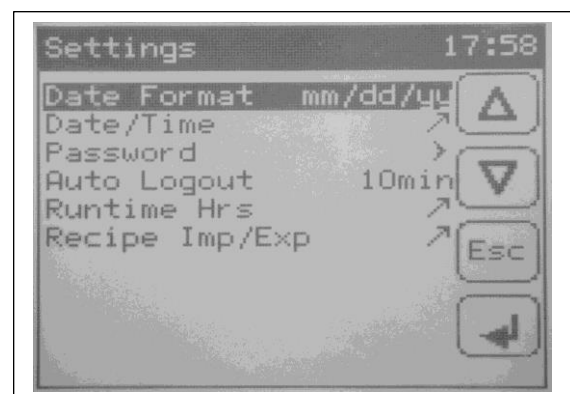 Settings 17:58
Date Format mm/dd/yy
Date/Time
Password >
Auto Logout 10min
Runtime Hrs
Recipe Imp/Exp
Esc